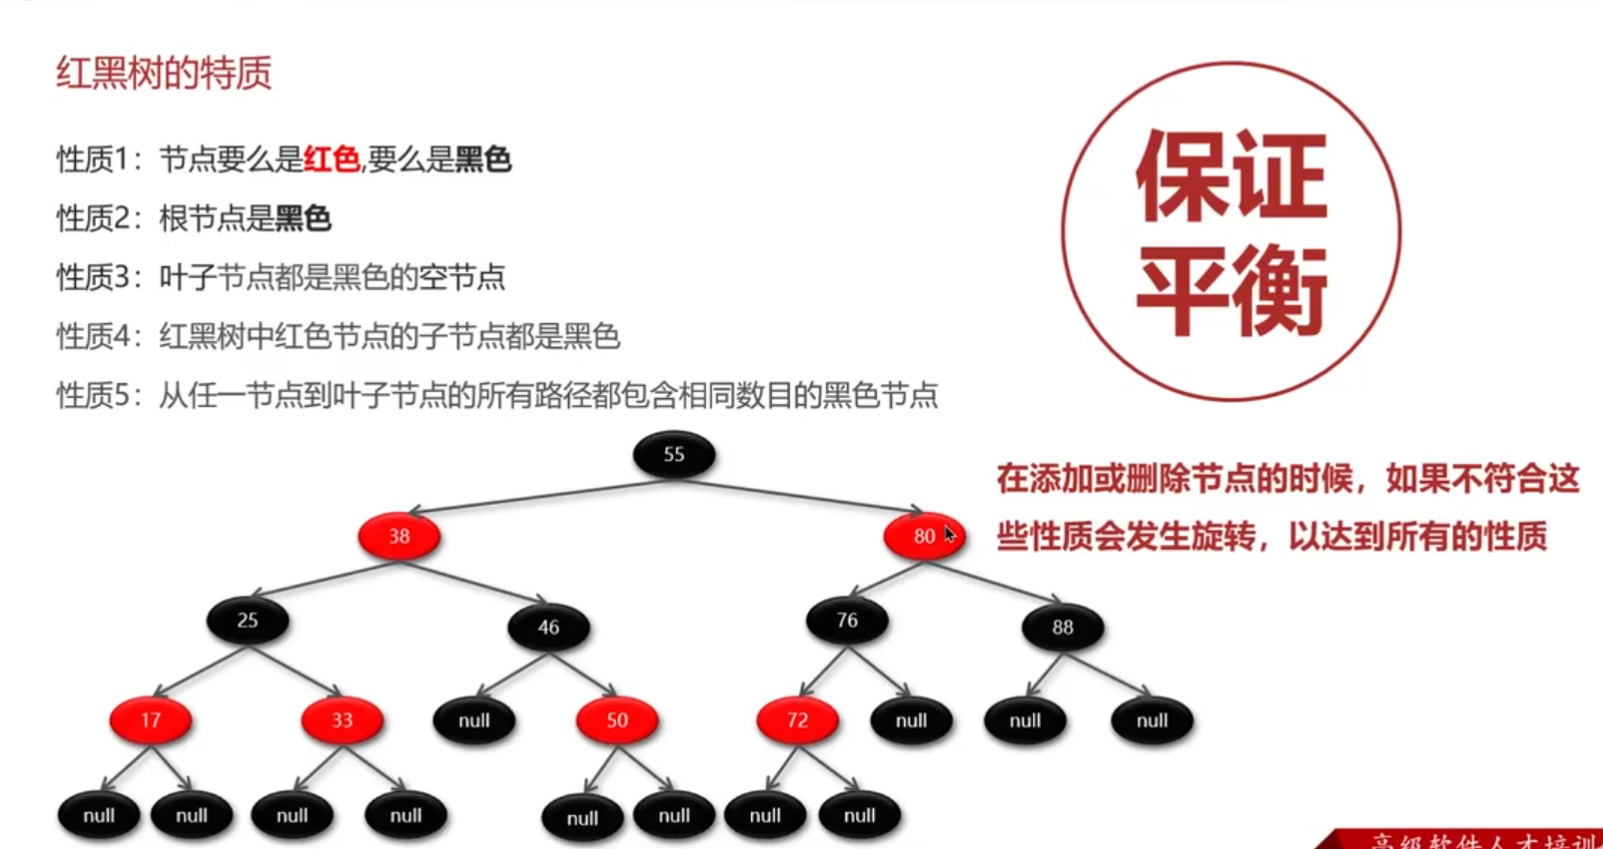 红黑树的特质
性质1：节点要么是红色,要么是黑色
性质2：根节点是黑色
性质3：叶子节点都是黑色的空节点
性质4：红黑树中红色节点的子节点都是黑色
性质5：从任一节点到叶子节点的所有路径都包含相同数目的黑色节点
保证
平衡
在添加或删除节点的时候，如果不符合这
些性质会发生旋转，以达到所有的性质
55
38 80
25 46 76 88
17 33 null 50 72 null null null
null null null null null null null null
高级软件人才培训